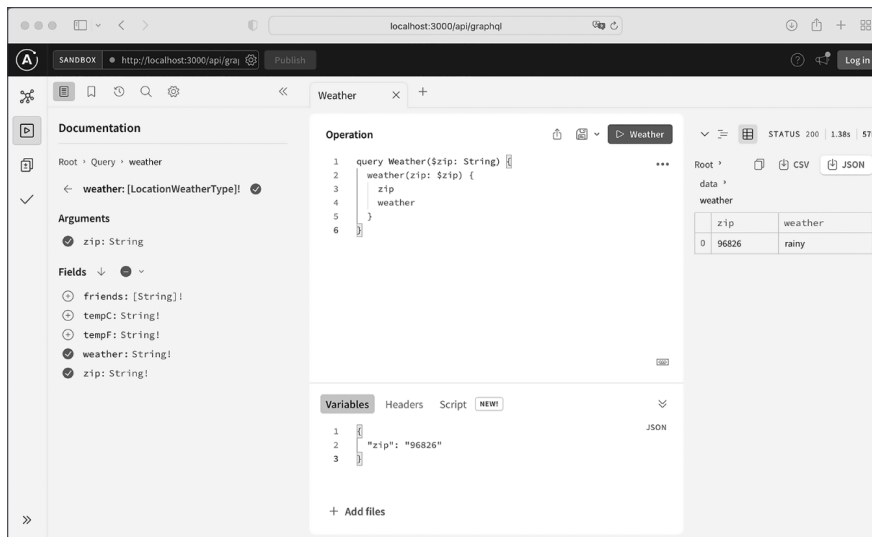 localhost:3000/api/graphql
SANDBOX http://localhost:3000/api/graj Publish
Log in
Documentation
Root › Query › weather
weather: [LocationWeatherType]!
Arguments
zip: String
Fields
friends: [String]!
tempC: String!
tempF: String!
weather: String!
zip: String!
Weather
Operation
Weather
1 query Weather($zip: String) {
2 weather(zip: $zip) {
3 zip
4 weather
5 }
6 }
Variables Headers Script NEW!
JSON
1 {
2 "zip": "96826"
3 }
+ Add files
STATUS 200 1.38s 57
Root › CSV JSON
data ›
weather
zip weather
0 96826 rainy